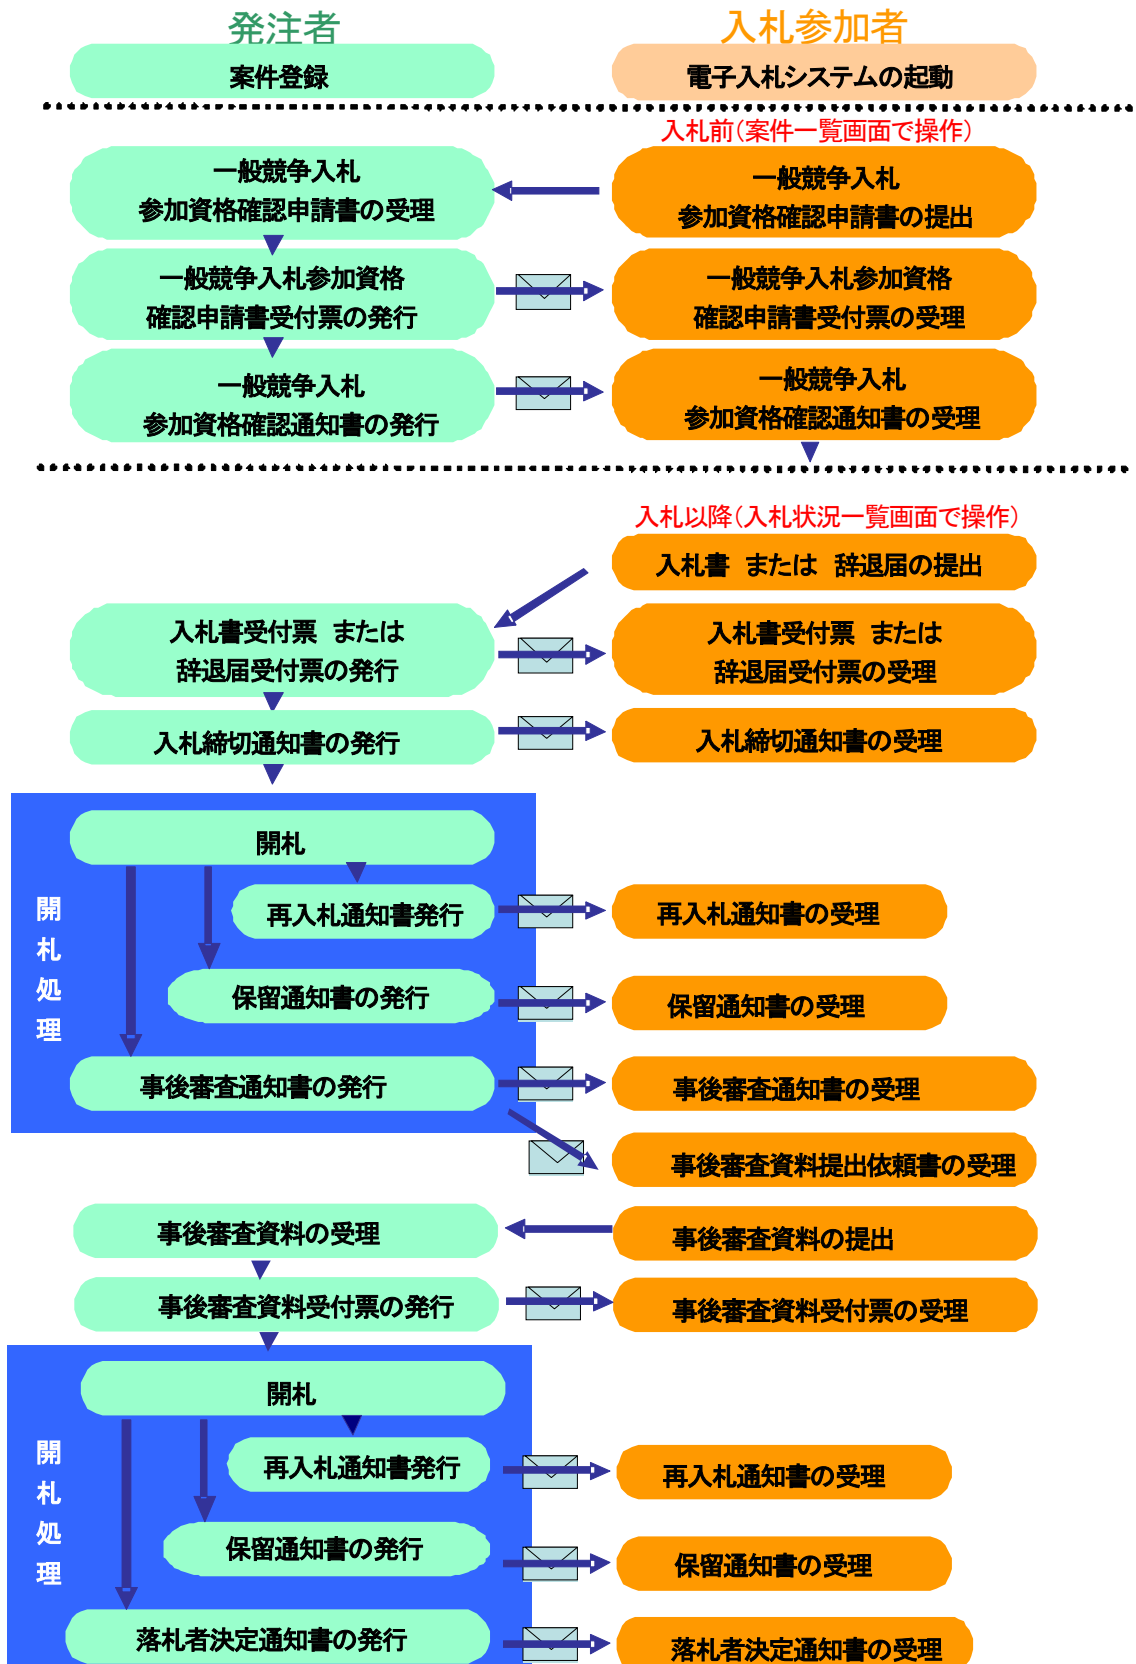 発注者
入札参加者
案件登録
電子入札システムの起動
入札前（案件一覧画面で操作）
一般競争入札
参加資格確認申請書の受理
一般競争入札
参加資格確認申請書の提出
一般競争入札参加資格
確認申請書受付票の発行
一般競争入札参加資格
確認申請書受付票の受理
一般競争入札
参加資格確認通知書の発行
一般競争入札
参加資格確認通知書の受理
入札以降（入札状況一覧画面で操作）
入札書　または　辞退届の提出
入札書受付票　または
辞退届受付票の発行
入札書受付票　または
辞退届受付票の受理
入札締切通知書の発行
入札締切通知書の受理
開札処理
開札
再入札通知書発行
再入札通知書の受理
保留通知書の発行
保留通知書の受理
事後審査通知書の発行
事後審査通知書の受理
事後審査資料提出依頼書の受理
事後審査資料の受理
事後審査資料の提出
事後審査資料受付票の発行
事後審査資料受付票の受理
開札処理
開札
再入札通知書発行
再入札通知書の受理
保留通知書の発行
保留通知書の受理
落札者決定通知書の発行
落札者決定通知書の受理